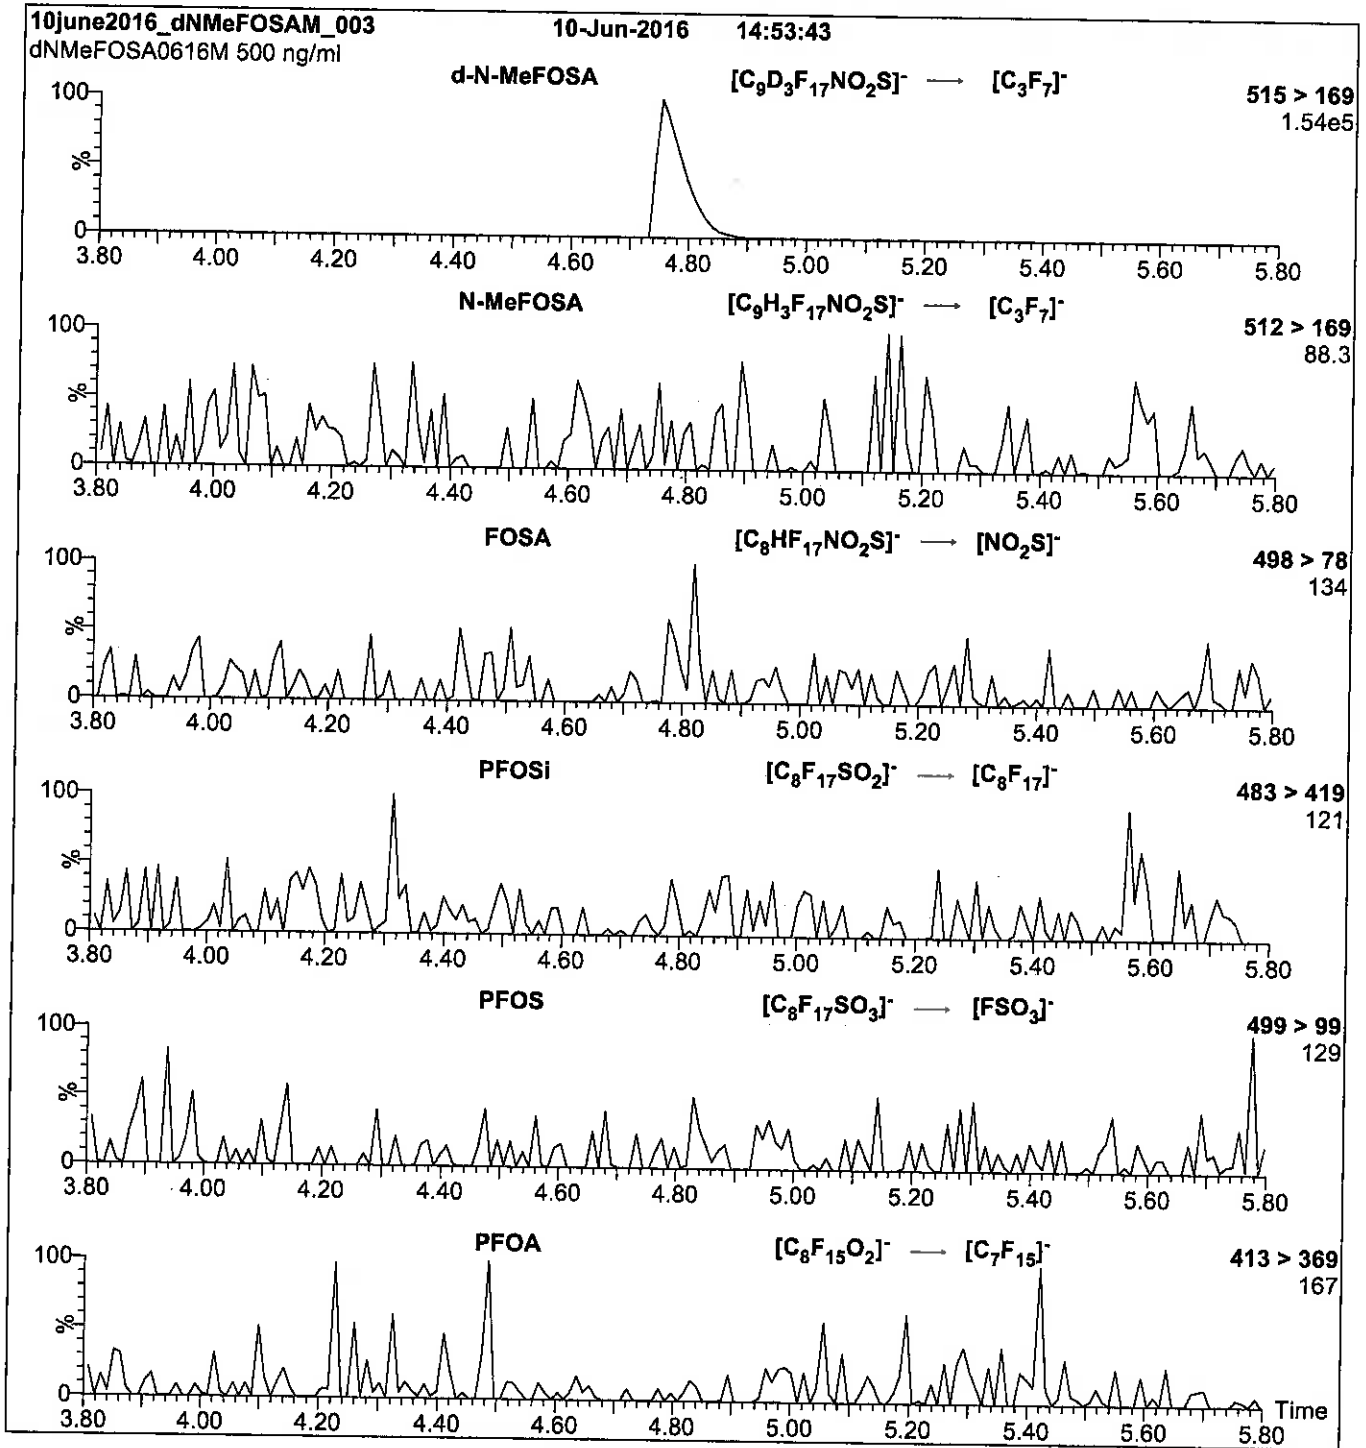 10june2016_dNMeFOSAM_003 10-Jun-2016 14:53:43
dNMeFOSA0616M 500 ng/ml
d-N-MeFOSA [C9D3F17NO2S]- → [C3F7]- 515 > 169
1.54e5
100
%
0
3.80 4.00 4.20 4.40 4.60 4.80 5.00 5.20 5.40 5.60 5.80
N-MeFOSA [C9H3F17NO2S]- → [C3F7]- 512 > 169
88.3
100
%
0
3.80 4.00 4.20 4.40 4.60 4.80 5.00 5.20 5.40 5.60 5.80
FOSA [C8HF17NO2S]- → [NO2S]- 498 > 78
134
100
%
0
3.80 4.00 4.20 4.40 4.60 4.80 5.00 5.20 5.40 5.60 5.80
PFOSi [C8F17SO2]- → [C8F17]- 483 > 419
121
100
%
0
3.80 4.00 4.20 4.40 4.60 4.80 5.00 5.20 5.40 5.60 5.80
PFOS [C8F17SO3]- → [FSO3]- 499 > 99
129
100
%
0
3.80 4.00 4.20 4.40 4.60 4.80 5.00 5.20 5.40 5.60 5.80
PFOA [C8F15O2]- → [C7F15]- 413 > 369
167
100
%
0
3.80 4.00 4.20 4.40 4.60 4.80 5.00 5.20 5.40 5.60 5.80 Time